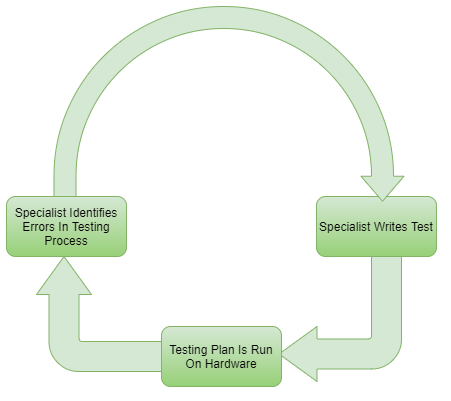 Specialist Identifies
Errors In Testing
Process
Specialist Writes Test
Testing Plan Is Run
On Hardware